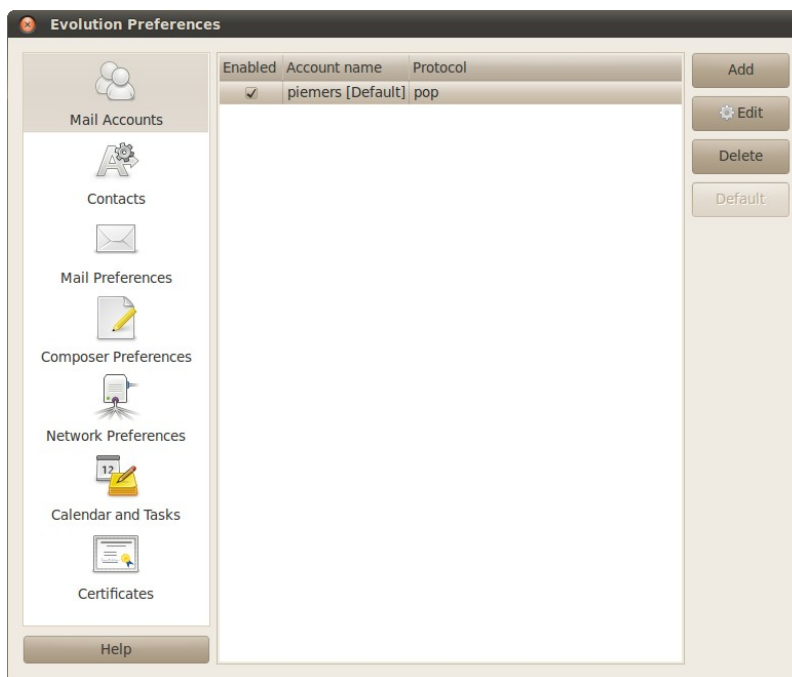 Evolution Preferences
Mail Accounts
Contacts
Mail Preferences
Composer Preferences
Network Preferences
12
Calendar and Tasks
Certificates
Help
Enabled Account name Protocol
piemers [Default] pop
Add
Edit
Delete
Default